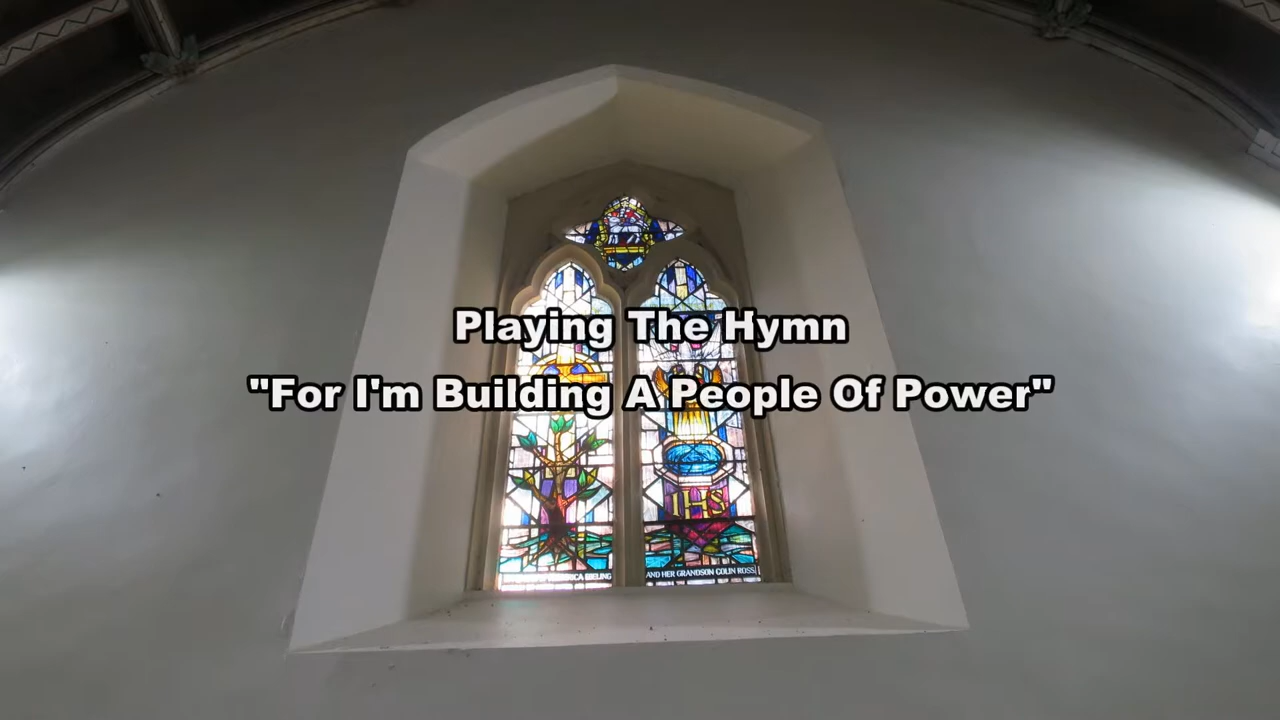 Playing The Hymn
"For I'm Building A People Of Power"
IHS
AND HER GRANDSON COLIN ROSS